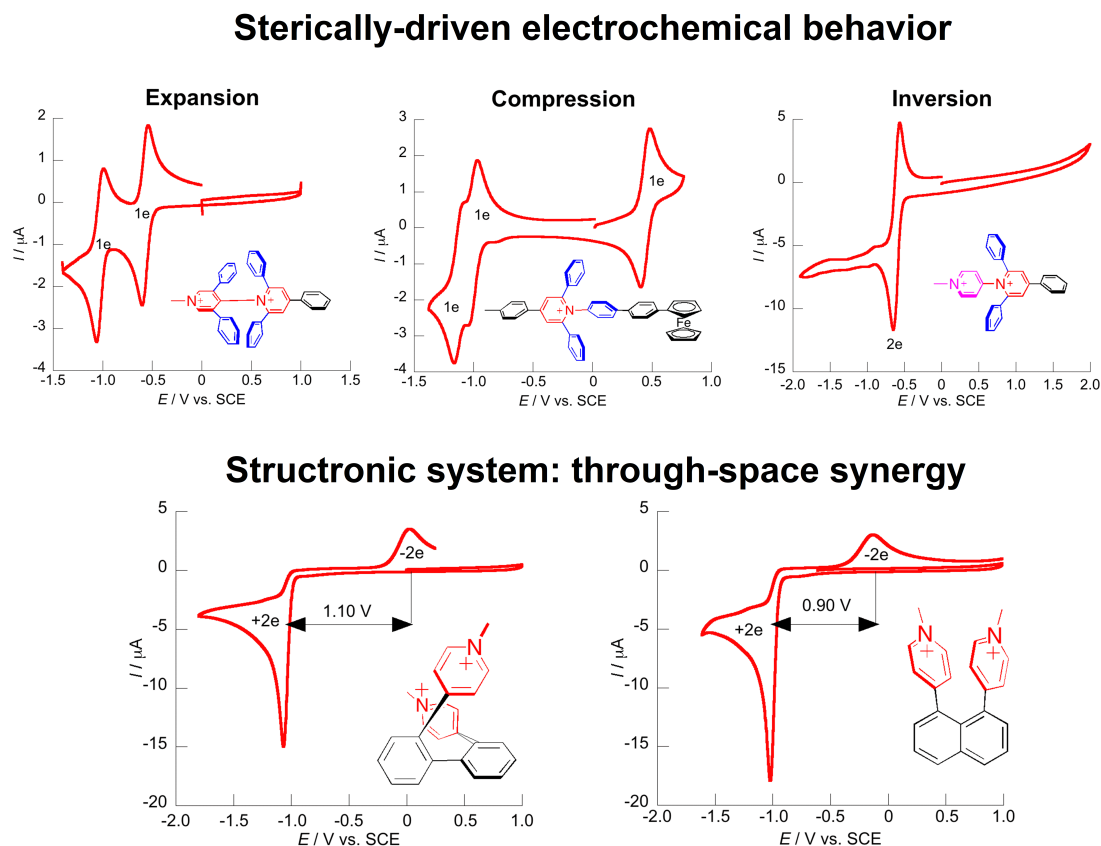 Sterically-driven electrochemical behavior
Expansion
Compression
Inversion
2
1
0
-1
-2
-3
-4
I / µA
1e
1e
N
+
N
+
-1.5 -1.0 -0.5 0 0.5 1.0 1.5
E / V vs. SCE
3
2
1
0
-1
-2
-3
-4
I / µA
1e
1e
1e
N
+
Fe
-1.5 -1.0 -0.5 0 0.5 1.0
E / V vs. SCE
5
0
-5
-10
-15
I / µA
2e
N
+
N
+
-2.0 -1.5 -1.0 -0.5 0 0.5 1.0 1.5 2.0
E / V vs. SCE
Structronic system: through-space synergy
5
0
-5
-10
-15
-20
I / µA
-2e
+2e
1.10 V
N
+
N
+
-2.0 -1.5 -1.0 -0.5 0 0.5 1.0
E / V vs. SCE
5
0
-5
-10
-15
-20
I / µA
-2e
+2e
0.90 V
N
+
N
+
-2.0 -1.5 -1.0 -0.5 0 0.5 1.0
E / V vs. SCE